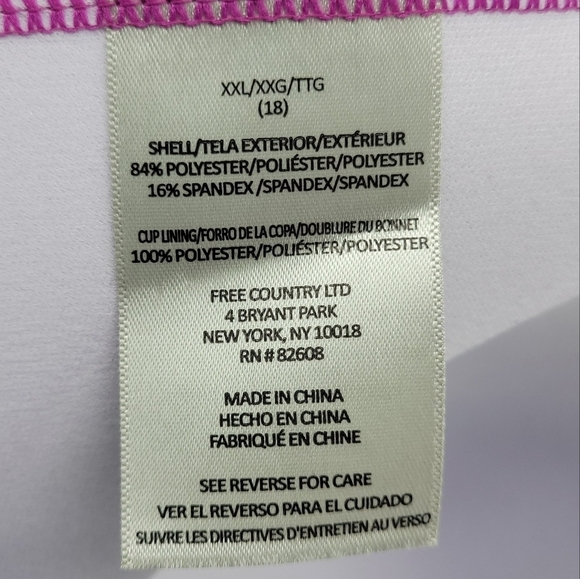 XXL/XXG/TTG
(18)
SHELL/TELA EXTERIOR/EXTÉRIEUR
84% POLYESTER/POLIÉSTER/POLYESTER
16% SPANDEX /SPANDEX/SPANDEX
CUP LINING/FORRO DE LA COPA/DOUBLURE DU BONNET
100% POLYESTER/POLIÉSTER/POLYESTER
FREE COUNTRY LTD
4 BRYANT PARK
NEW YORK, NY 10018
RN # 82608
MADE IN CHINA
HECHO EN CHINA
FABRIQUÉ EN CHINE
SEE REVERSE FOR CARE
VER EL REVERSO PARA EL CUIDADO
SUIVRE LES DIRECTIVES D'ENTRETIEN AU VERSO